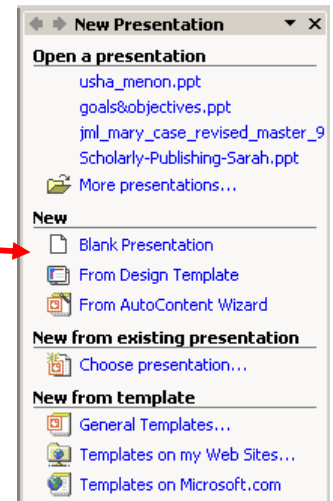 New Presentation
Open a presentation
usha_menon.ppt
goals&objectives.ppt
jml_mary_case_revised_master_9
Scholarly-Publishing-Sarah.ppt
More presentations...
New
Blank Presentation
From Design Template
From AutoContent Wizard
New from existing presentation
Choose presentation...
New from template
General Templates...
Templates on my Web Sites...
Templates on Microsoft.com